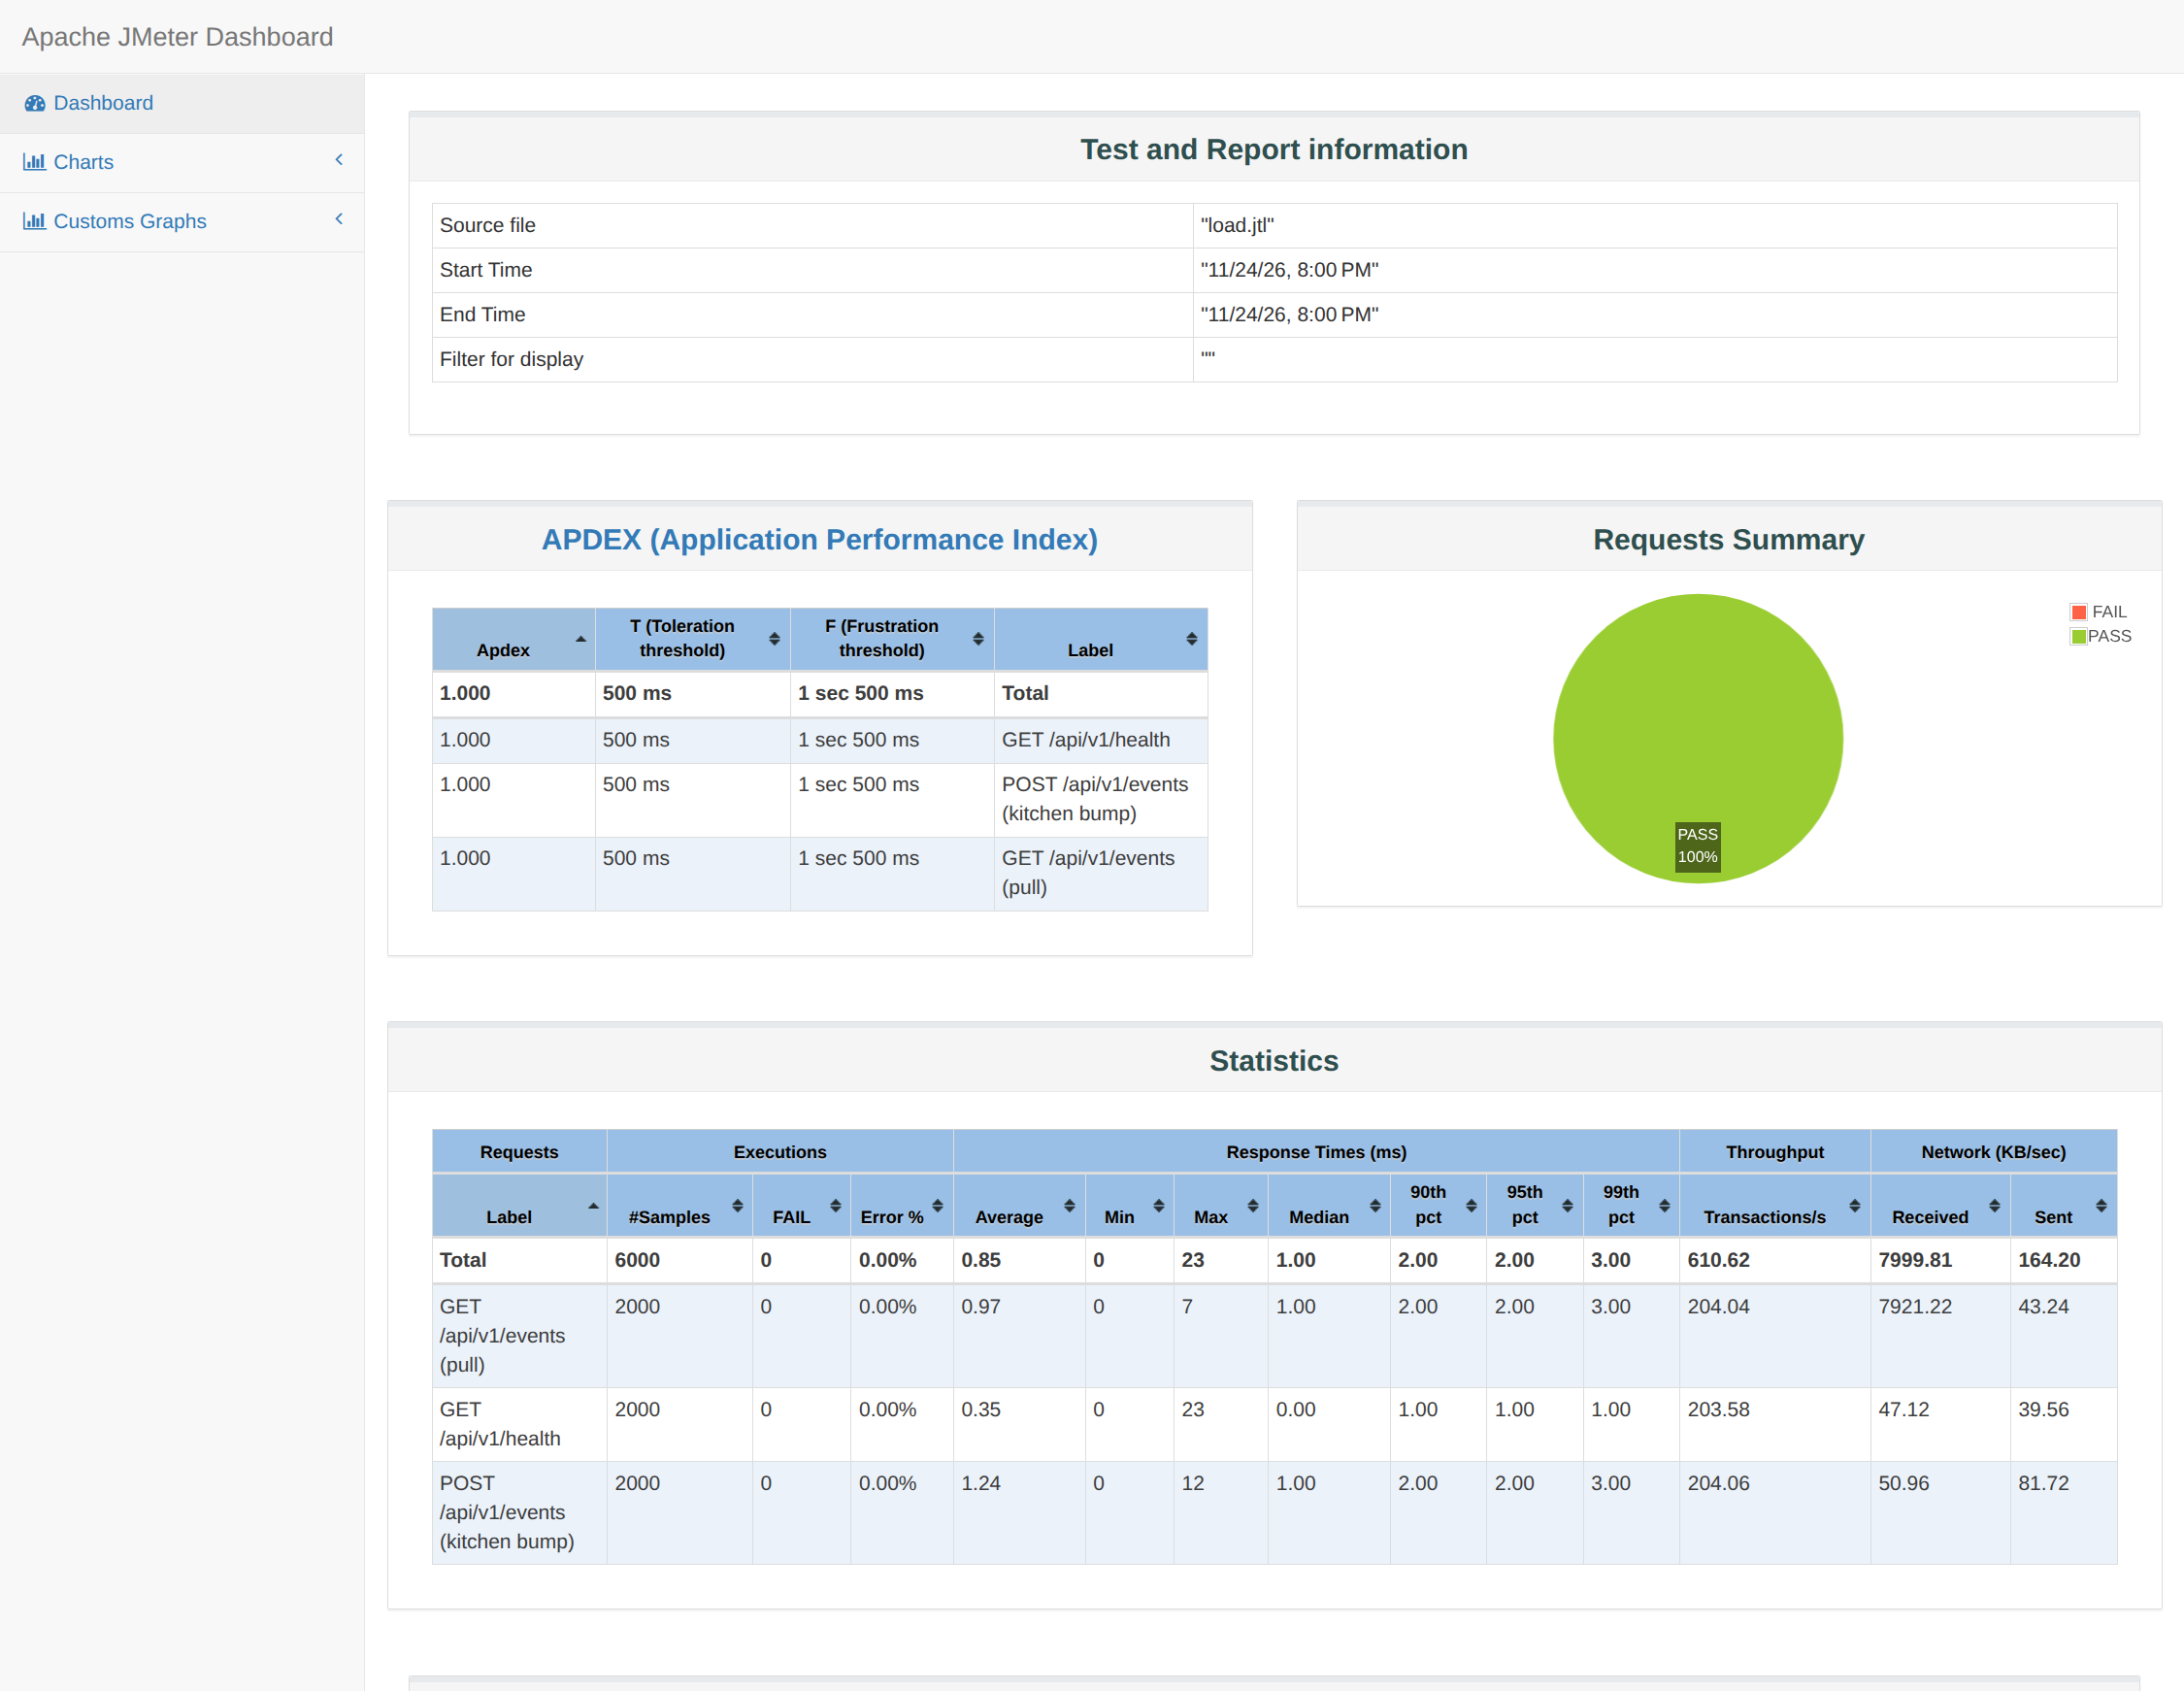 Apache JMeter Dashboard
Dashboard
Charts
Customs Graphs
Test and Report information
Source file "load.jtl"
Start Time "11/24/26, 8:00 PM"
End Time "11/24/26, 8:00 PM"
Filter for display ""
APDEX (Application Performance Index)
Apdex T (Toleration threshold) F (Frustration threshold) Label
1.000 500 ms 1 sec 500 ms Total
1.000 500 ms 1 sec 500 ms GET /api/v1/health
1.000 500 ms 1 sec 500 ms POST /api/v1/events
(kitchen bump)
1.000 500 ms 1 sec 500 ms GET /api/v1/events
(pull)
Requests Summary
FAIL
PASS
PASS
100%
Statistics
Requests Executions Response Times (ms) Throughput Network (KB/sec)
Label #Samples FAIL Error % Average Min Max Median 90th pct 95th pct 99th pct Transactions/s Received Sent
Total 6000 0 0.00% 0.85 0 23 1.00 2.00 2.00 3.00 610.62 7999.81 164.20
GET 2000 0 0.00% 0.97 0 7 1.00 2.00 2.00 3.00 204.04 7921.22 43.24
/api/v1/events
(pull)
GET 2000 0 0.00% 0.35 0 23 0.00 1.00 1.00 1.00 203.58 47.12 39.56
/api/v1/health
POST 2000 0 0.00% 1.24 0 12 1.00 2.00 2.00 3.00 204.06 50.96 81.72
/api/v1/events
(kitchen bump)